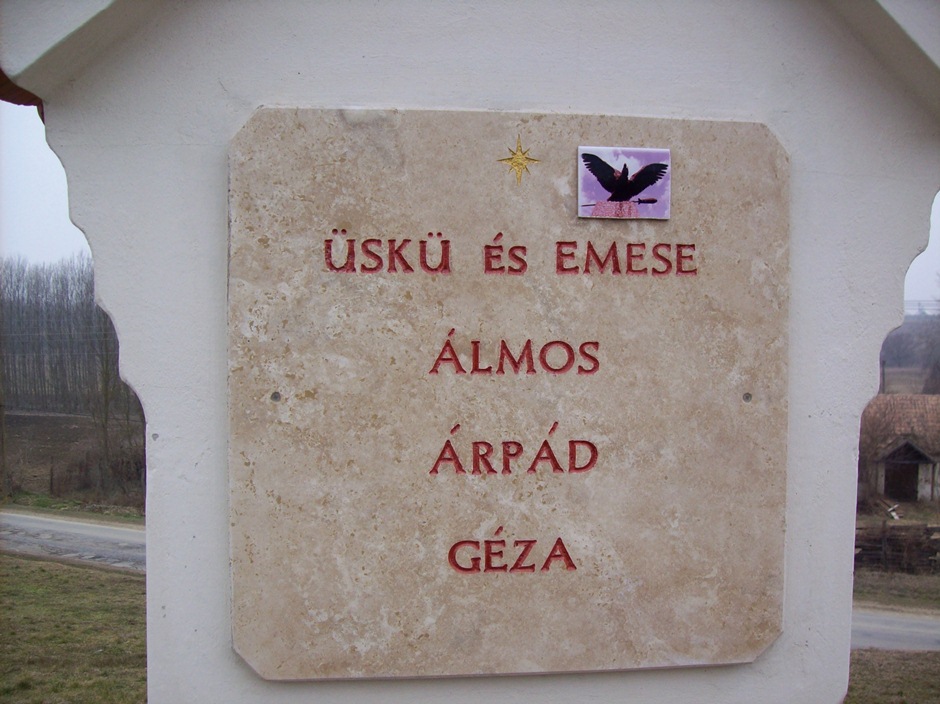 ÜSKÜ éS EMESE
ÁLMOS
ÁRPÁD
GÉZA